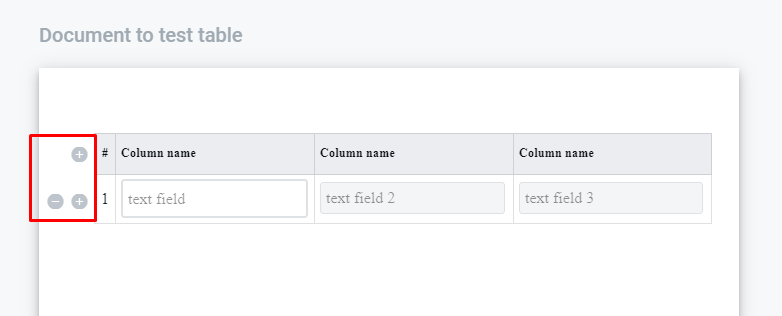 Document to test table
# Column name Column name Column name
1 text field text field 2 text field 3